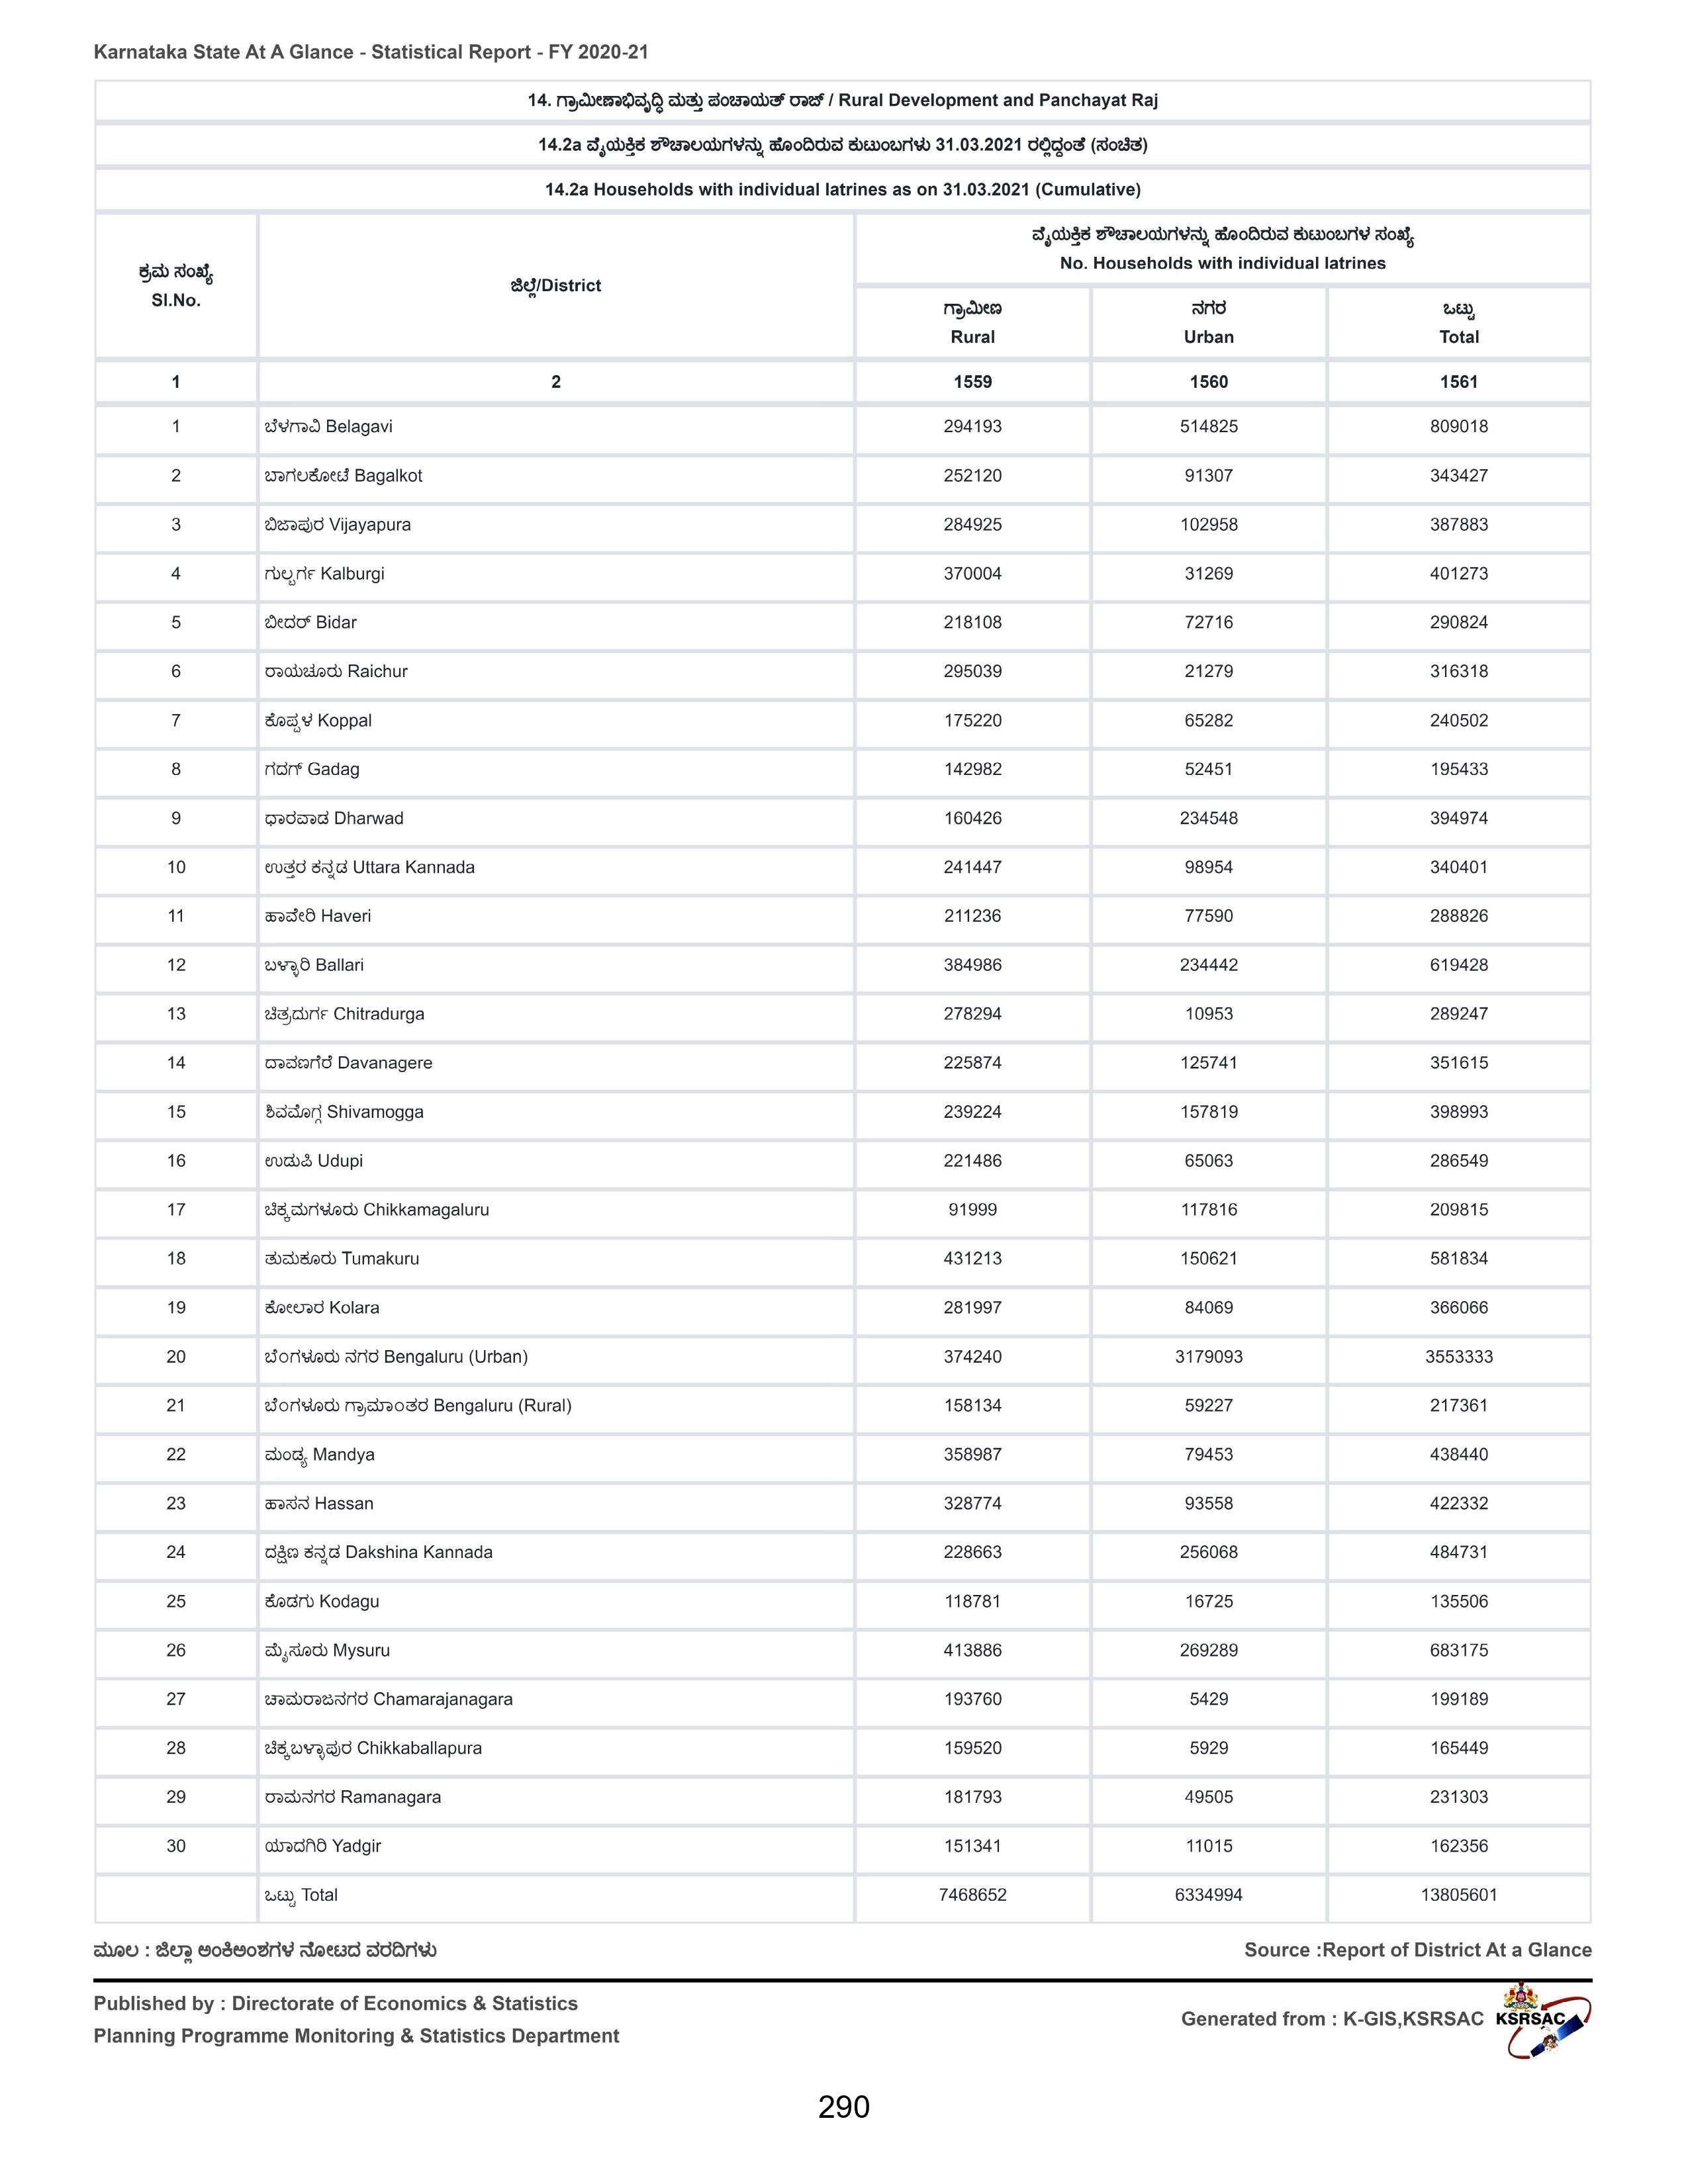 Karnataka State At A Glance - Statistical Report - FY 2020-21
14. ಗ್ರಾಮೀಣಾಭಿವೃದ್ಧಿ ಮತ್ತು ಪಂಚಾಯತ್ ರಾಜ್ / Rural Development and Panchayat Raj
14.2a ವೈಯಕ್ತಿಕ ಶೌಚಾಲಯಗಳನ್ನು ಹೊಂದಿರುವ ಕುಟುಂಬಗಳು 31.03.2021 ರಲ್ಲಿದ್ದಂತೆ (ಸಂಚಿತ)
14.2a Households with individual latrines as on 31.03.2021 (Cumulative)
ಕ್ರಮ ಸಂಖ್ಯೆ
Sl.No.
ಜಿಲ್ಲೆ/District
ವೈಯಕ್ತಿಕ ಶೌಚಾಲಯಗಳನ್ನು ಹೊಂದಿರುವ ಕುಟುಂಬಗಳ ಸಂಖ್ಯೆ
No. Households with individual latrines
ಗ್ರಾಮೀಣ ನಗರ ಒಟ್ಟು
Rural Urban Total
1 2 1559 1560 1561
1 ಬೆಳಗಾವಿ Belagavi 294193 514825 809018
2 ಬಾಗಲಕೋಟೆ Bagalkot 252120 91307 343427
3 ಬಿಜಾಪುರ Vijayapura 284925 102958 387883
4 ಗುಲ್ಬರ್ಗ Kalburgi 370004 31269 401273
5 ಬೀದರ್ Bidar 218108 72716 290824
6 ರಾಯಚೂರು Raichur 295039 21279 316318
7 ಕೊಪ್ಪಳ Koppal 175220 65282 240502
8 ಗದಗ್ Gadag 142982 52451 195433
9 ಧಾರವಾಡ Dharwad 160426 234548 394974
10 ಉತ್ತರ ಕನ್ನಡ Uttara Kannada 241447 98954 340401
11 ಹಾವೇರಿ Haveri 211236 77590 288826
12 ಬಳ್ಳಾರಿ Ballari 384986 234442 619428
13 ಚಿತ್ರದುರ್ಗ Chitradurga 278294 10953 289247
14 ದಾವಣಗೆರೆ Davanagere 225874 125741 351615
15 ಶಿವಮೊಗ್ಗ Shivamogga 239224 157819 398993
16 ಉಡುಪಿ Udupi 221486 65063 286549
17 ಚಿಕ್ಕಮಗಳೂರು Chikkamagaluru 91999 117816 209815
18 ತುಮಕೂರು Tumakuru 431213 150621 581834
19 ಕೋಲಾರ Kolara 281997 84069 366066
20 ಬೆಂಗಳೂರು ನಗರ Bengaluru (Urban) 374240 3179093 3553333
21 ಬೆಂಗಳೂರು ಗ್ರಾಮಾಂತರ Bengaluru (Rural) 158134 59227 217361
22 ಮಂಡ್ಯ Mandya 358987 79453 438440
23 ಹಾಸನ Hassan 328774 93558 422332
24 ದಕ್ಷಿಣ ಕನ್ನಡ Dakshina Kannada 228663 256068 484731
25 ಕೊಡಗು Kodagu 118781 16725 135506
26 ಮೈಸೂರು Mysuru 413886 269289 683175
27 ಚಾಮರಾಜನಗರ Chamarajanagara 193760 5429 199189
28 ಚಿಕ್ಕಬಳ್ಳಾಪುರ Chikkaballapura 159520 5929 165449
29 ರಾಮನಗರ Ramanagara 181793 49505 231303
30 ಯಾದಗಿರಿ Yadgir 151341 11015 162356
ಒಟ್ಟು Total 7468652 6334994 13805601
ಮೂಲ : ಜಿಲ್ಲಾ ಅಂಕಿಅಂಶಗಳ ನೋಟದ ವರದಿಗಳು Source :Report of District At a Glance
Published by : Directorate of Economics & Statistics
Planning Programme Monitoring & Statistics Department
Generated from : K-GIS,KSRSAC KSRSAC
290